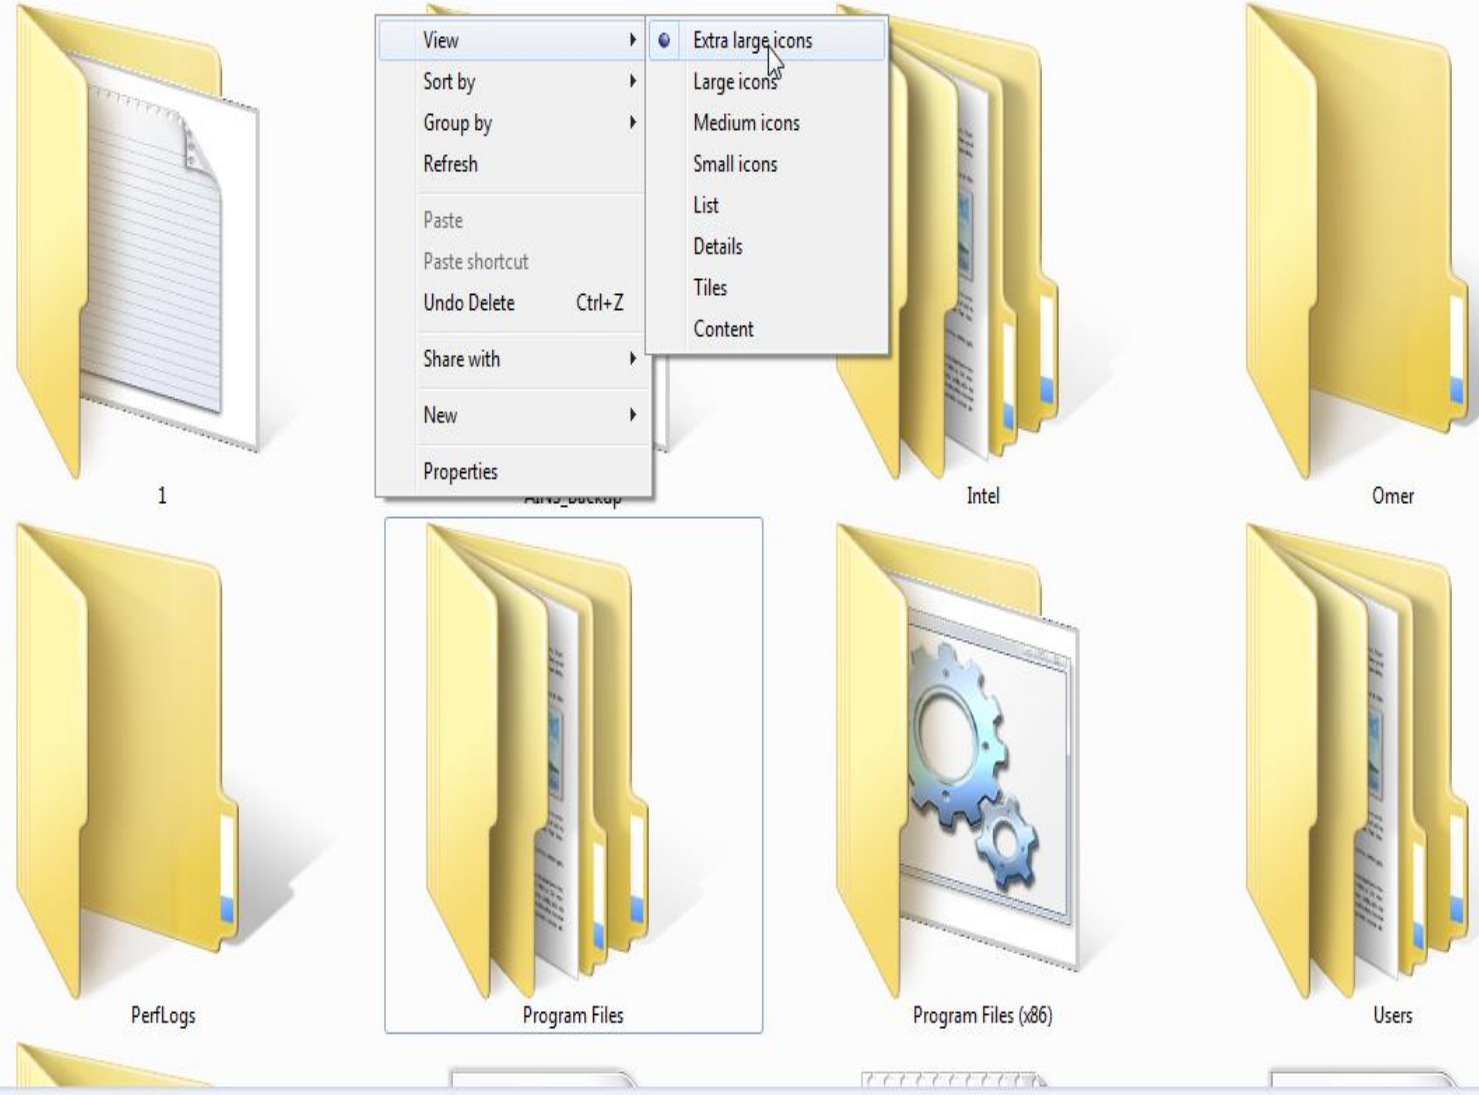 View
Sort by
Group by
Refresh
Paste
Paste shortcut
Undo Delete Ctrl+Z
Share with
New
Properties
Extra large icons
Large icons
Medium icons
Small icons
List
Details
Tiles
Content
1
Intel
Omer
PerfLogs
Program Files
Program Files (x86)
Users